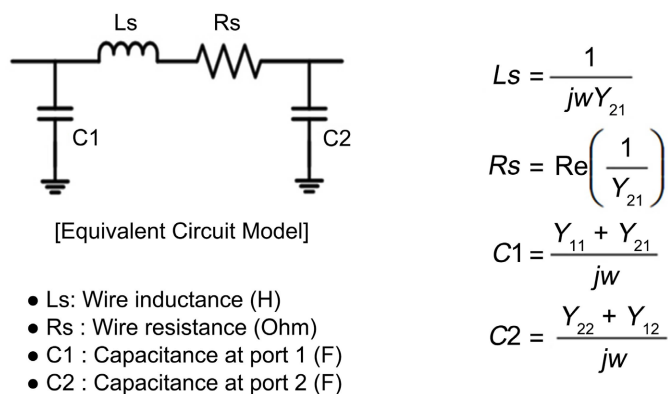 Ls Rs
C1 C2
[Equivalent Circuit Model]
● Ls: Wire inductance (H)
● Rs : Wire resistance (Ohm)
● C1 : Capacitance at port 1 (F)
● C2 : Capacitance at port 2 (F)
Ls = 1 / jwY₂₁
Rs = Re(1 / Y₂₁)
C1 = Y₁₁ + Y₂₁ / jw
C2 = Y₂₂ + Y₁₂ / jw